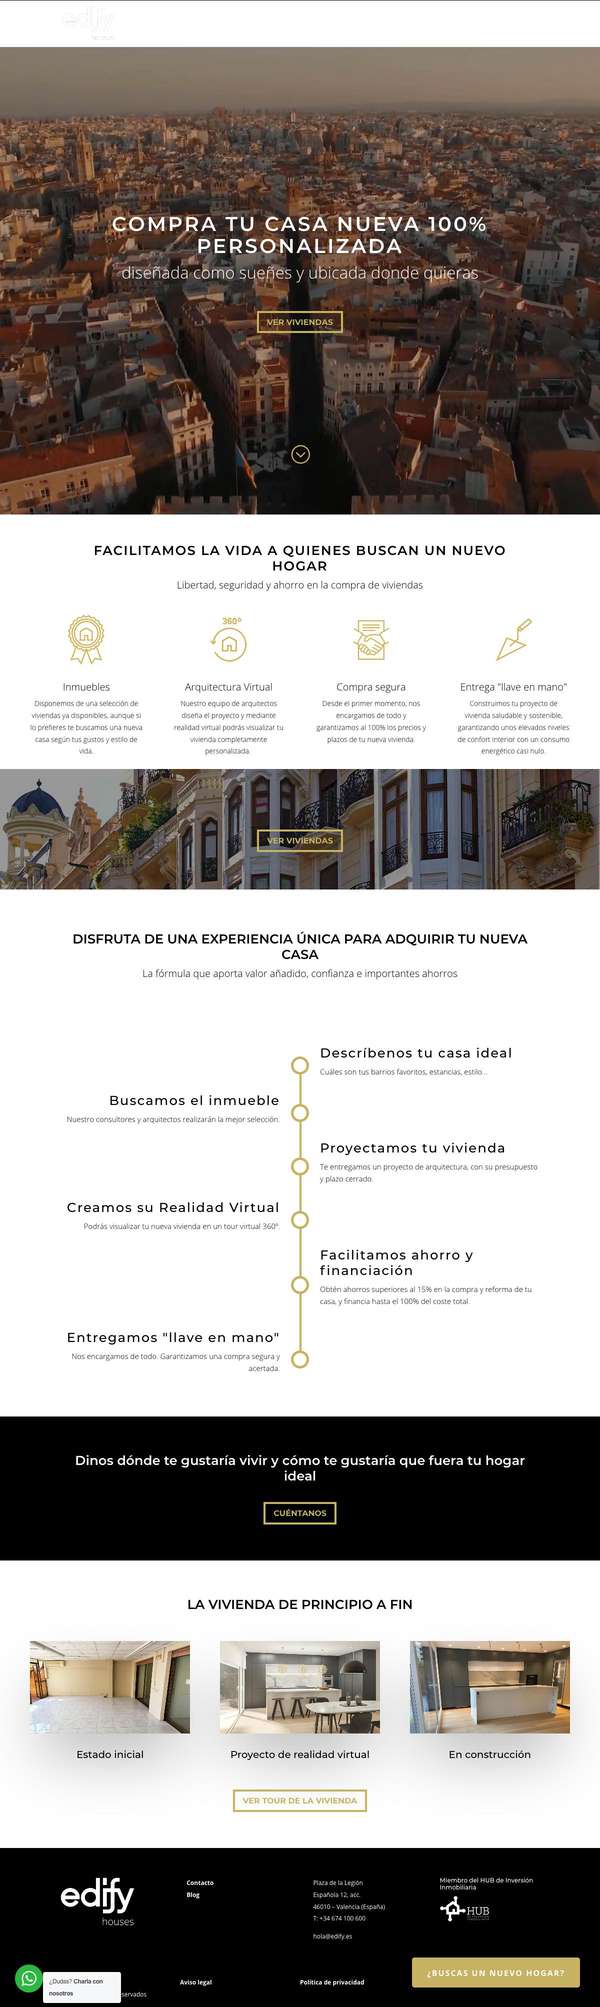 edify
houses
COMPRA TU CASA NUEVA 100%
PERSONALIZADA
diseñada como sueñes y ubicada donde quieras
VER VIVIENDAS
FACILITAMOS LA VIDA A QUIENES BUSCAN UN NUEVO
HOGAR
Libertad, seguridad y ahorro en la compra de viviendas
360º
Inmuebles
Disponemos de una selección de
viviendas ya disponibles, aunque si
lo prefieres te buscamos una nueva
casa según tus gustos y estilo de
vida.
Arquitectura Virtual
Nuestro equipo de arquitectos
diseña el proyecto y mediante
realidad virtual podrás visualizar tu
vivienda completamente
personalizada.
Compra segura
Desde el primer momento, nos
encargamos de todo y
garantizamos al 100% los precios y
plazos de tu nueva vivienda.
Entrega "llave en mano"
Construimos tu proyecto de
vivienda saludable y sostenible,
garantizando unos elevados niveles
de confort interior con un consumo
energético casi nulo.
VER VIVIENDAS
DISFRUTA DE UNA EXPERIENCIA ÚNICA PARA ADQUIRIR TU NUEVA
CASA
La fórmula que aporta valor añadido, confianza e importantes ahorros
Descríbenos tu casa ideal
Cuáles son tus barrios favoritos, estancias, estilo...
Buscamos el inmueble
Nuestro consultores y arquitectos realizarán la mejor selección.
Proyectamos tu vivienda
Te entregamos un proyecto de arquitectura, con su presupuesto
y plazo cerrado.
Creamos su Realidad Virtual
Podrás visualizar tu nueva vivienda en un tour virtual 360º.
Facilitamos ahorro y
financiación
Obtén ahorros superiores al 15% en la compra y reforma de tu
casa, y financia hasta el 100% del coste total.
Entregamos "llave en mano"
Nos encargamos de todo. Garantizamos una compra segura y
acertada.
Dinos dónde te gustaría vivir y cómo te gustaría que fuera tu hogar
ideal
CUÉNTANOS
LA VIVIENDA DE PRINCIPIO A FIN
Estado inicial
Proyecto de realidad virtual
En construcción
VER TOUR DE LA VIVIENDA
edify
houses
Contacto
Blog
Plaza de la Legión
Española 12, acc.
46010 – Valencia (España)
T: +34 674 100 600
hola@edify.es
Miembro del HUB de Inversión
Inmobiliaria
HUB
¿Dudas? Charla con
nosotros
servados
Aviso legal
Política de privacidad
¿BUSCAS UN NUEVO HOGAR?